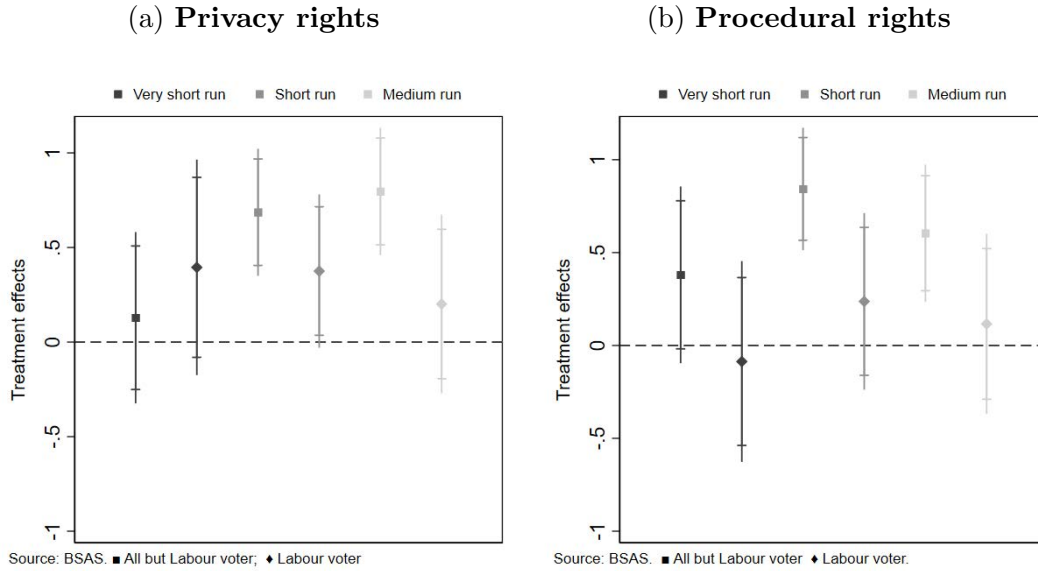 (a) Privacy rights
■ Very short run ■ Short run ■ Medium run
Treatment effects
1
.5
0
-.5
-1
Source: BSAS. ■ All but Labour voter; ♦ Labour voter
(b) Procedural rights
■ Very short run ■ Short run ■ Medium run
Treatment effects
1
.5
0
-.5
-1
Source: BSAS. ■ All but Labour voter ♦ Labour voter.